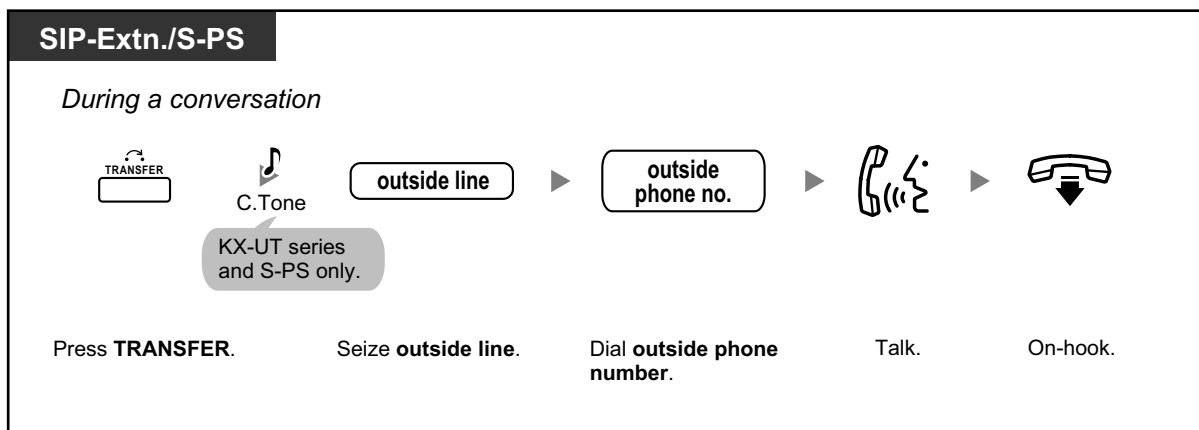 SIP-Extn./S-PS
During a conversation
TRANSFER
C.Tone
outside line
outside
phone no.
KX-UT series
and S-PS only.
Press TRANSFER.
Seize outside line.
Dial outside phone
number.
Talk.
On-hook.